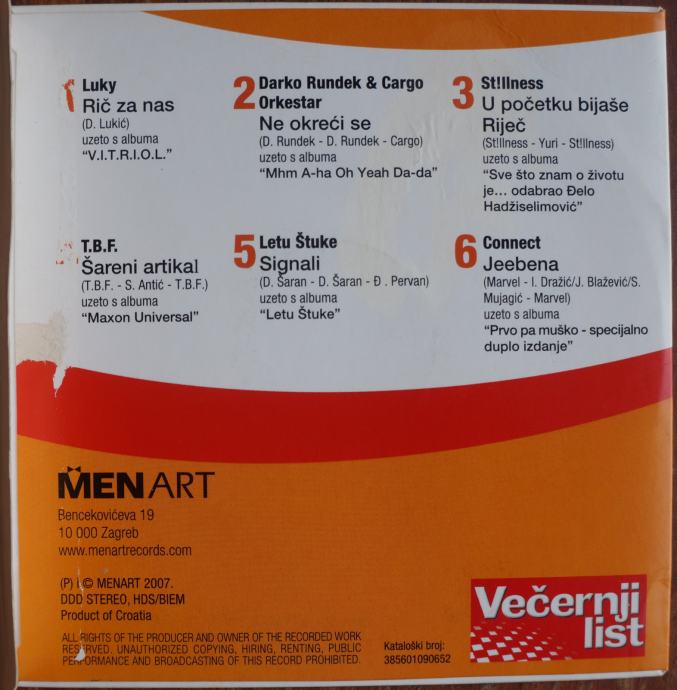 1
Luky
Rič za nas
(D. Lukić)
uzeto s albuma
“V.I.T.R.I.O.L.”
2
Darko Rundek & Cargo
Orkestar
Ne okreći se
(D. Rundek - D. Rundek - Cargo)
uzeto s albuma
“Mhm A-ha Oh Yeah Da-da”
3
St!llness
U početku bijaše
Riječ
(St!llness - Yuri - St!llness)
uzeto s albuma
“Sve što znam o životu
je... odabrao Đelo
Hadžiselimović”
T.B.F.
Šareni artikal
(T.B.F. - S. Antić - T.B.F.)
uzeto s albuma
“Maxon Universal”
5
Letu Štuke
Signali
(D. Šaran - D. Šaran - Đ . Pervan)
uzeto s albuma
“Letu Štuke”
6
Connect
Jeebena
(Marvel - I. Dražić/J. Blažević/S.
Mujagić - Marvel)
uzeto s albuma
“Prvo pa muško - specijalno
duplo izdanje”
MENART
Bencekovićeva 19
10 000 Zagreb
www.menartrecords.com
(P) i © MENART 2007.
DDD STEREO, HDS/BIEM
Product of Croatia
ALL RIGHTS OF THE PRODUCER AND OWNER OF THE RECORDED WORK
RESERVED. UNAUTHORIZED COPYING, HIRING, RENTING, PUBLIC
PERFORMANCE AND BROADCASTING OF THIS RECORD PROHIBITED.
Kataloški broj:
385601090652
Večernji
list